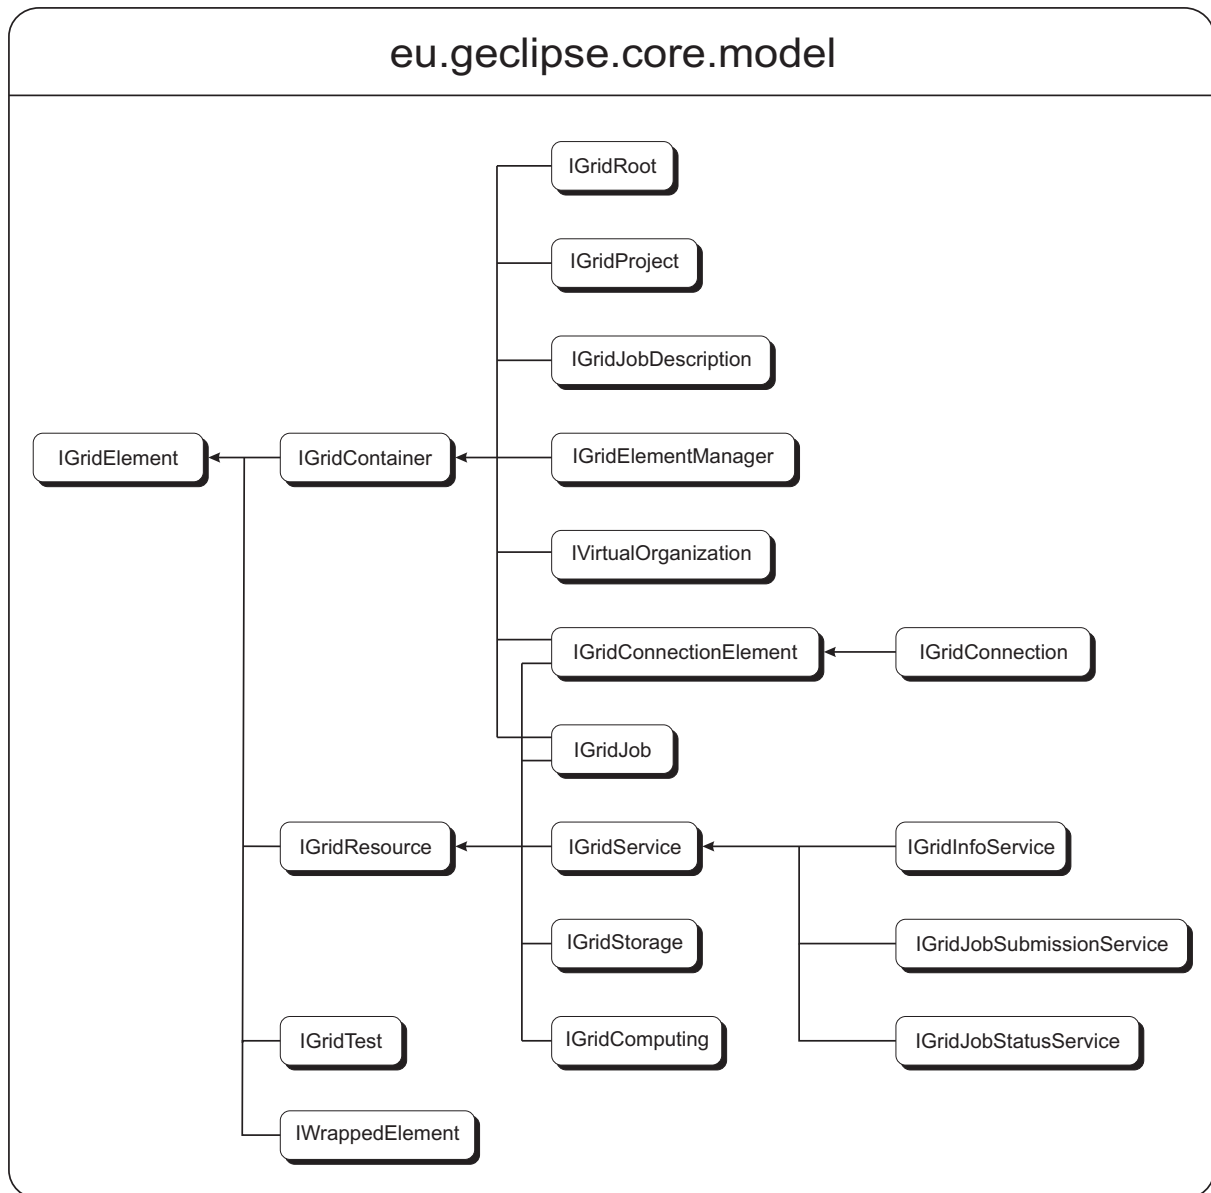 eu.geclipse.core.model
IGridRoot
IGridProject
IGridJobDescription
IGridElement
IGridContainer
IGridElementManager
IVirtualOrganization
IGridConnectionElement
IGridConnection
IGridJob
IGridResource
IGridService
IGridInfoService
IGridStorage
IGridJobSubmissionService
IGridTest
IGridComputing
IGridJobStatusService
IWrappedElement